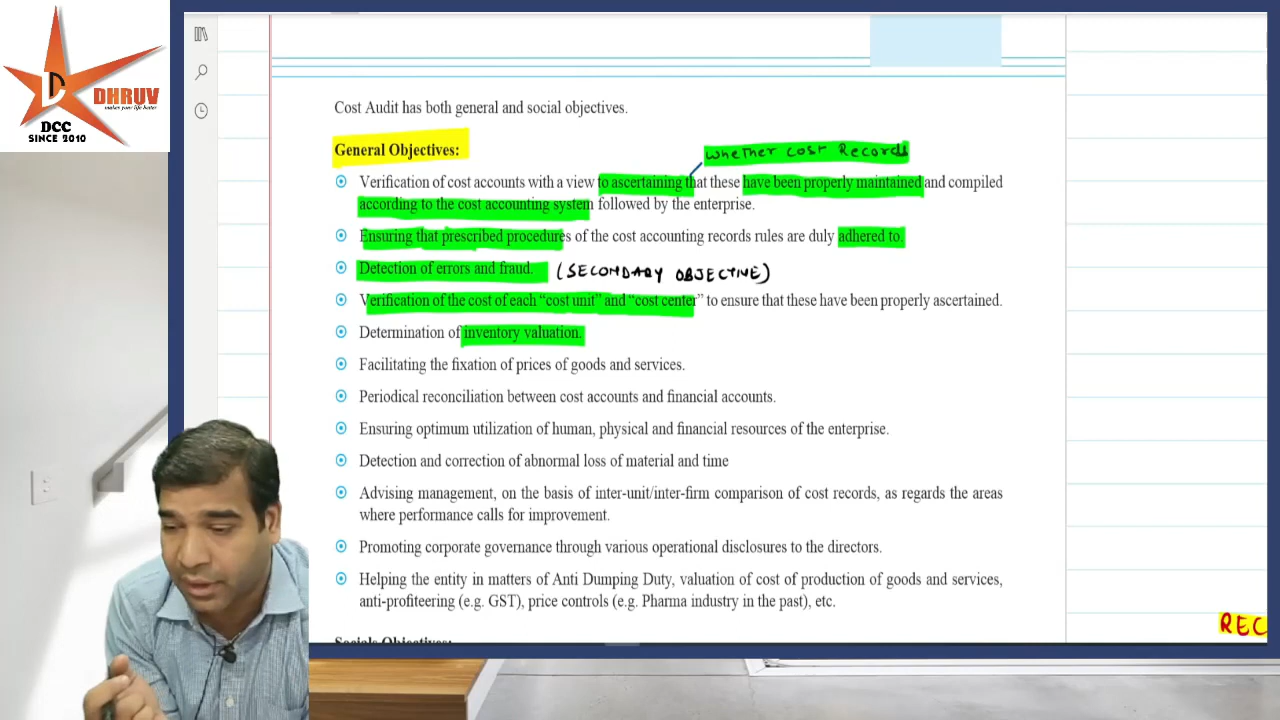 DHRUV
makes your life better
D
DCC
SINCE 2010
Cost Audit has both general and social objectives.
General Objectives:
Whether Cost Records
Verification of cost accounts with a view to ascertaining that these have been properly maintained and compiled
according to the cost accounting system followed by the enterprise.
Ensuring that prescribed procedures of the cost accounting records rules are duly adhered to.
Detection of errors and fraud. (SECONDARY OBJECTIVE)
Verification of the cost of each “cost unit” and “cost center” to ensure that these have been properly ascertained.
Determination of inventory valuation.
Facilitating the fixation of prices of goods and services.
Periodical reconciliation between cost accounts and financial accounts.
Ensuring optimum utilization of human, physical and financial resources of the enterprise.
Detection and correction of abnormal loss of material and time
Advising management, on the basis of inter-unit/inter-firm comparison of cost records, as regards the areas
where performance calls for improvement.
Promoting corporate governance through various operational disclosures to the directors.
Helping the entity in matters of Anti Dumping Duty, valuation of cost of production of goods and services,
anti-profiteering (e.g. GST), price controls (e.g. Pharma industry in the past), etc.
Socials Objectives:
REC